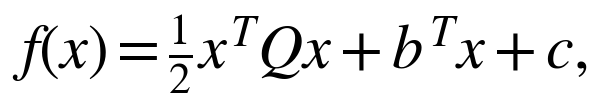 f(x) = ½xᵀQx + bᵀx + c,